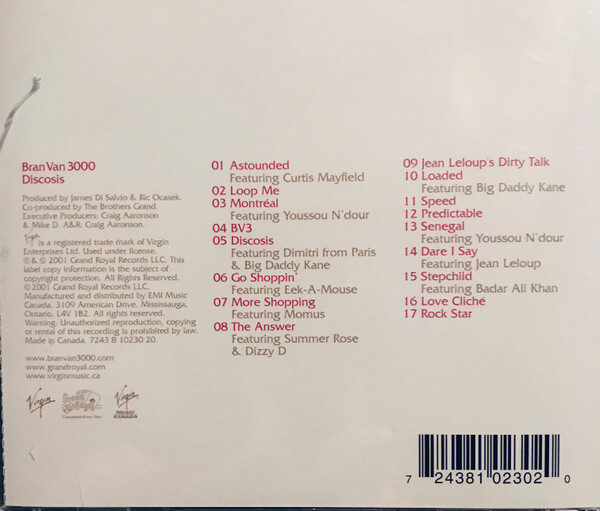 Bran Van 3000
Discosis
Produced by James Di Salvio & Ric Ocasek.
Co-produced by The Brothers Grand.
Executive Producers: Craig Aaronson
& Mike D. A&R: Craig Aaronson.
Virgin is a registered trade mark of Virgin
Enterprises Ltd. Used under license.
℗ & © 2001 Grand Royal Records LLC. This
label copy information is the subject of
copyright protection. All Rights Reserved.
© 2001 Grand Royal Records LLC.
Manufactured and distributed by EMI Music
Canada. 3109 American Drive, Mississauga,
Ontario, L4V 1B2. All rights reserved.
Warning: Unauthorized reproduction, copying
or rental of this recording is prohibited by law.
Made in Canada. 7243 8 10230 20.
www.branvan3000.com
www.grandroyal.com
www.virginmusic.ca
Virgin
Virgin
MUSIC
CANADA
01 Astounded
Featuring Curtis Mayfield
02 Loop Me
03 Montréal
Featuring Youssou N'dour
04 BV3
05 Discosis
Featuring Dimitri from Paris
& Big Daddy Kane
06 Go Shoppin'
Featuring Eek-A-Mouse
07 More Shopping
Featuring Momus
08 The Answer
Featuring Summer Rose
& Dizzy D
09 Jean Leloup's Dirty Talk
10 Loaded
Featuring Big Daddy Kane
11 Speed
12 Predictable
13 Senegal
Featuring Youssou N'dour
14 Dare I Say
Featuring Jean Leloup
15 Stepchild
Featuring Badar Ali Khan
16 Love Cliché
17 Rock Star
7 24381 02302 0